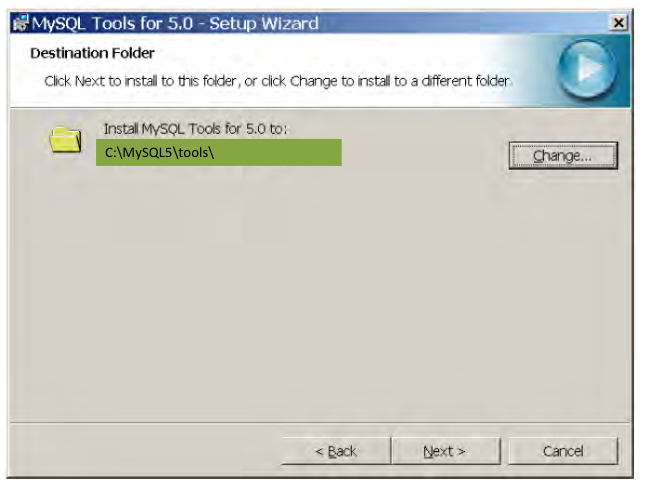 MySQL Tools for 5.0 - Setup Wizard
Destination Folder
Click Next to install to this folder, or click Change to install to a different folder.
Install MySQL Tools for 5.0 to:
C:\MySQL5\tools\
Change...
< Back
Next >
Cancel